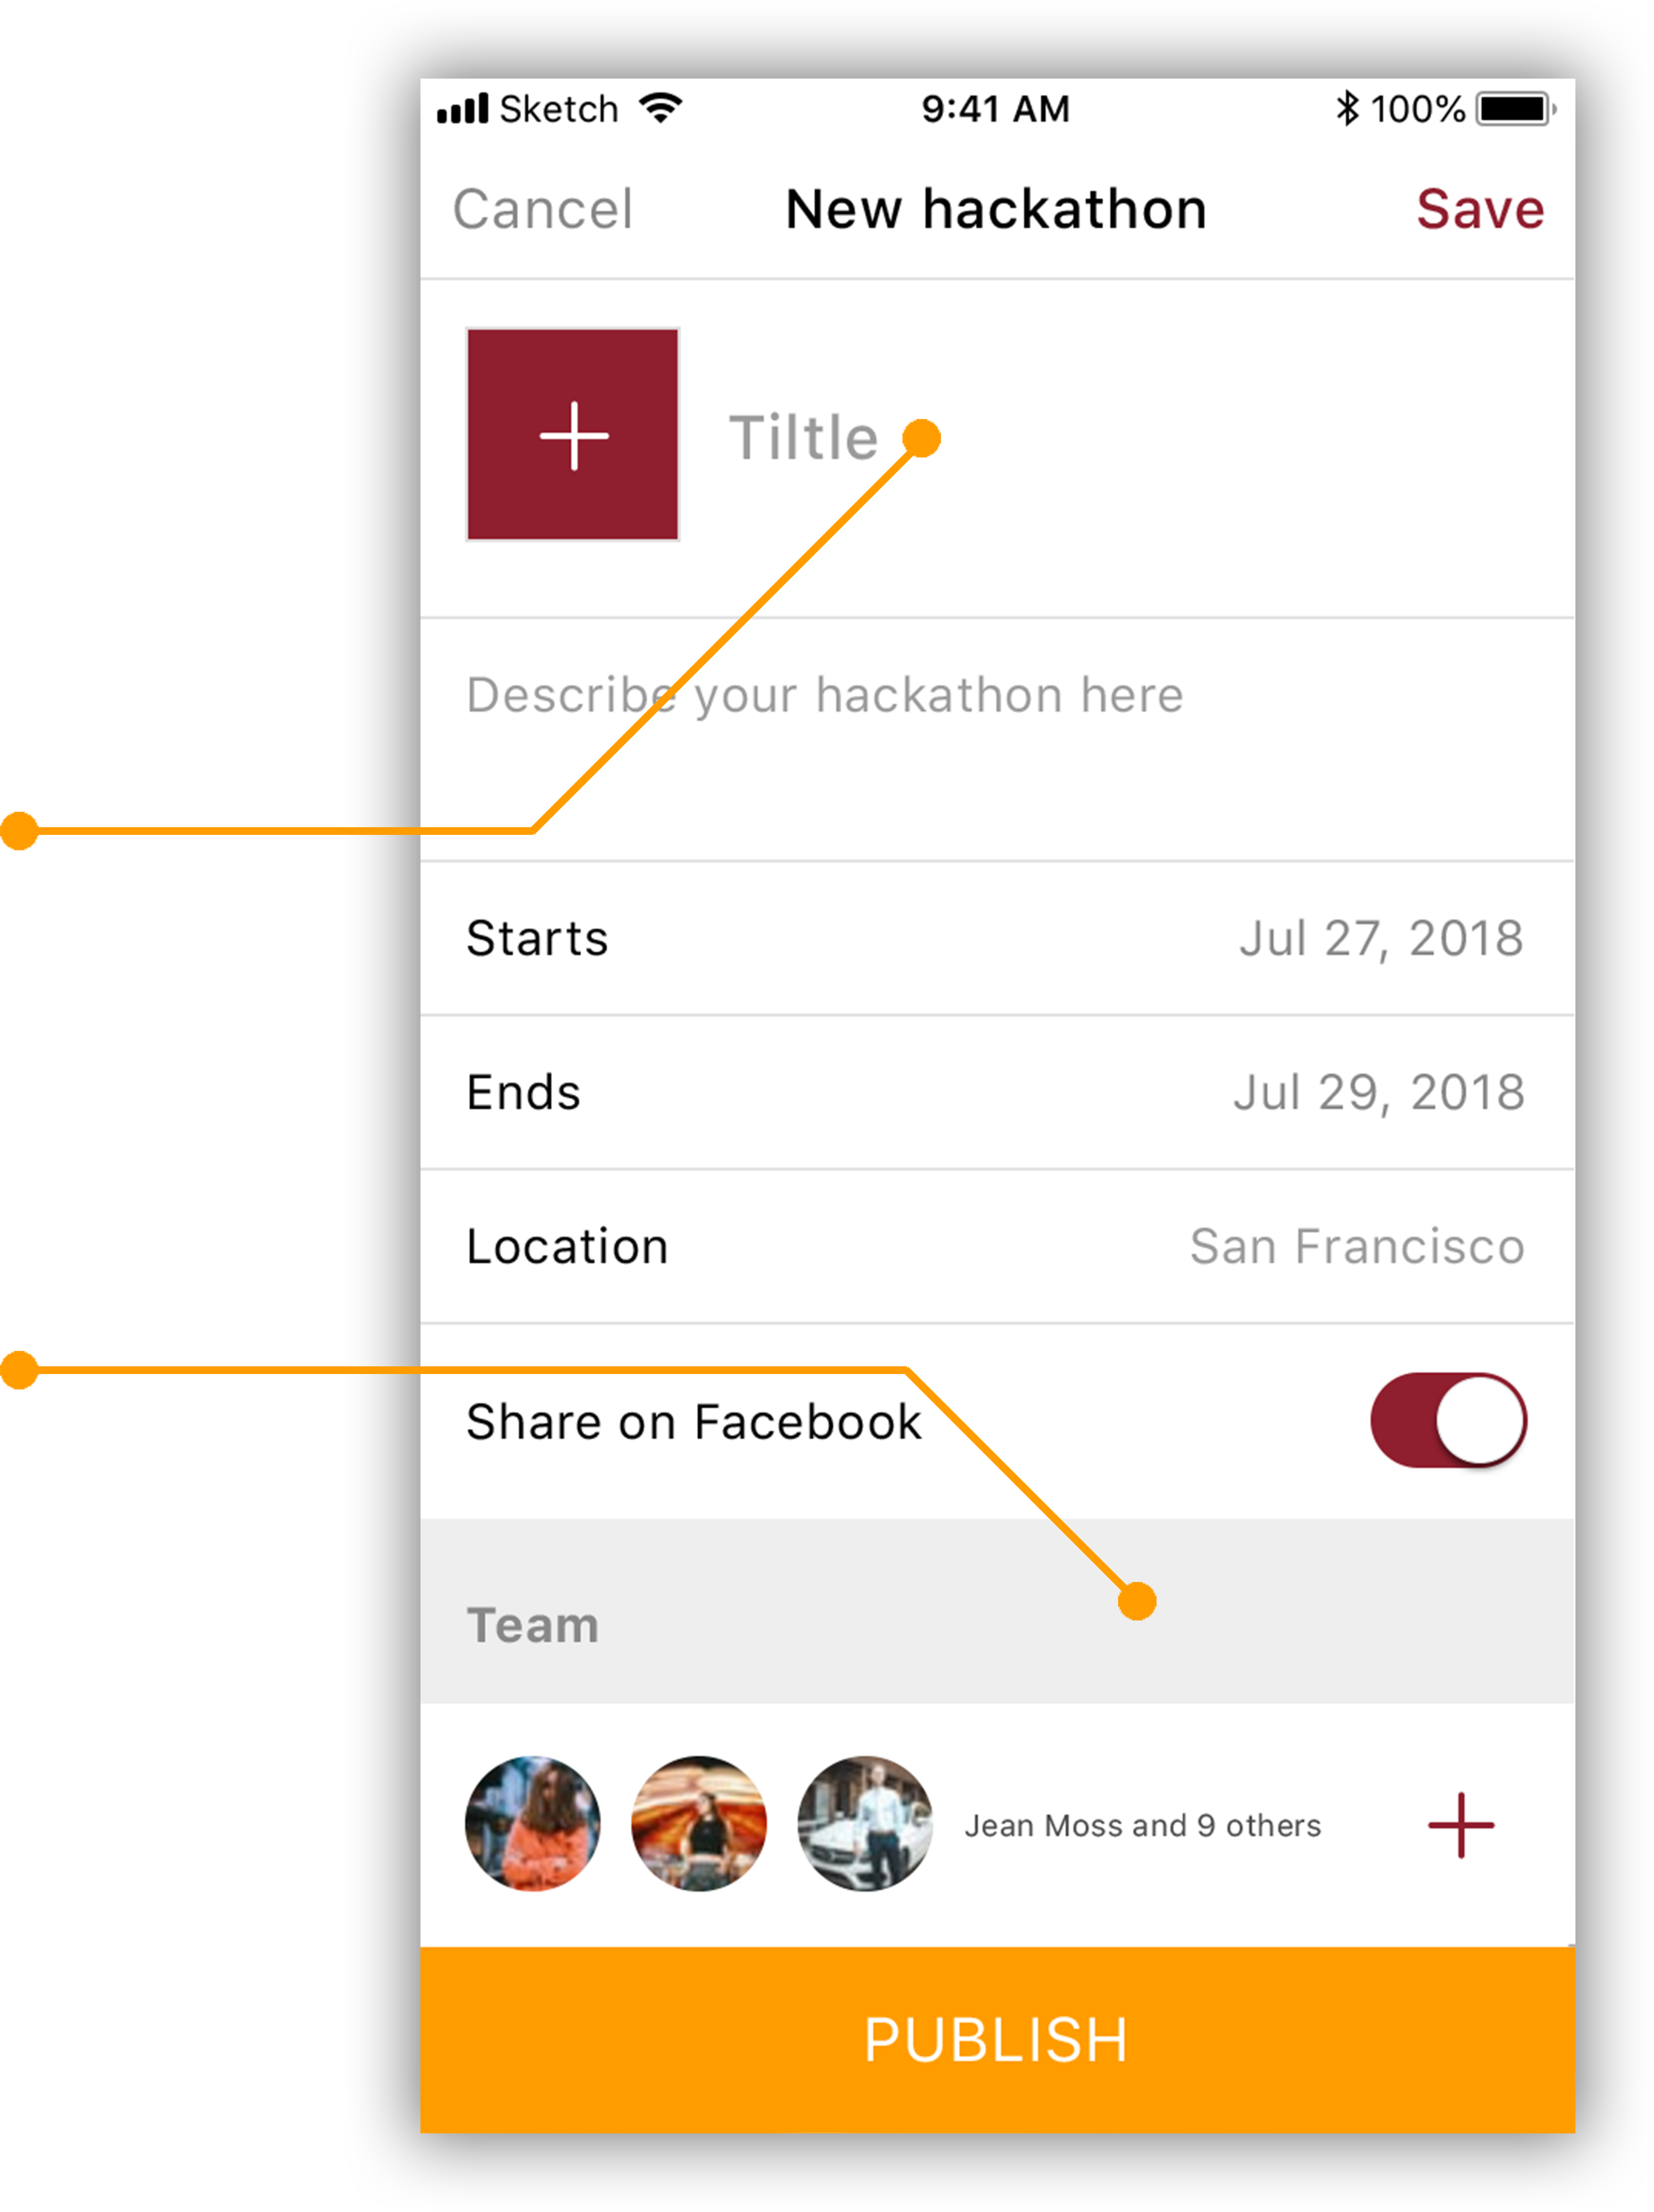 Sketch 9:41 AM 100%
Cancel New hackathon Save
Tiltle
Describe your hackathon here
Starts Jul 27, 2018
Ends Jul 29, 2018
Location San Francisco
Share on Facebook
Team
Jean Moss and 9 others
PUBLISH